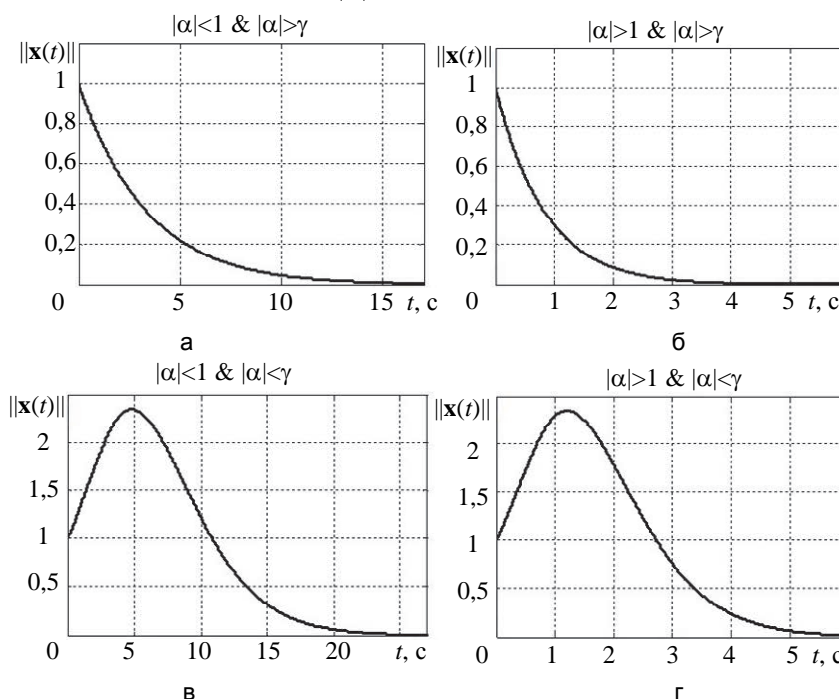 |α|<1 & |α|>γ
||x(t)||
1
0,8
0,6
0,4
0,2
0 5 10 15 t, с
а
|α|>1 & |α|>γ
||x(t)||
1
0,8
0,6
0,4
0,2
0 1 2 3 4 5 t, с
б
|α|<1 & |α|<γ
||x(t)||
2
1,5
1
0,5
0 5 10 15 20 t, с
в
|α|>1 & |α|<γ
||x(t)||
2
1,5
1
0,5
0 1 2 3 4 5 t, с
г